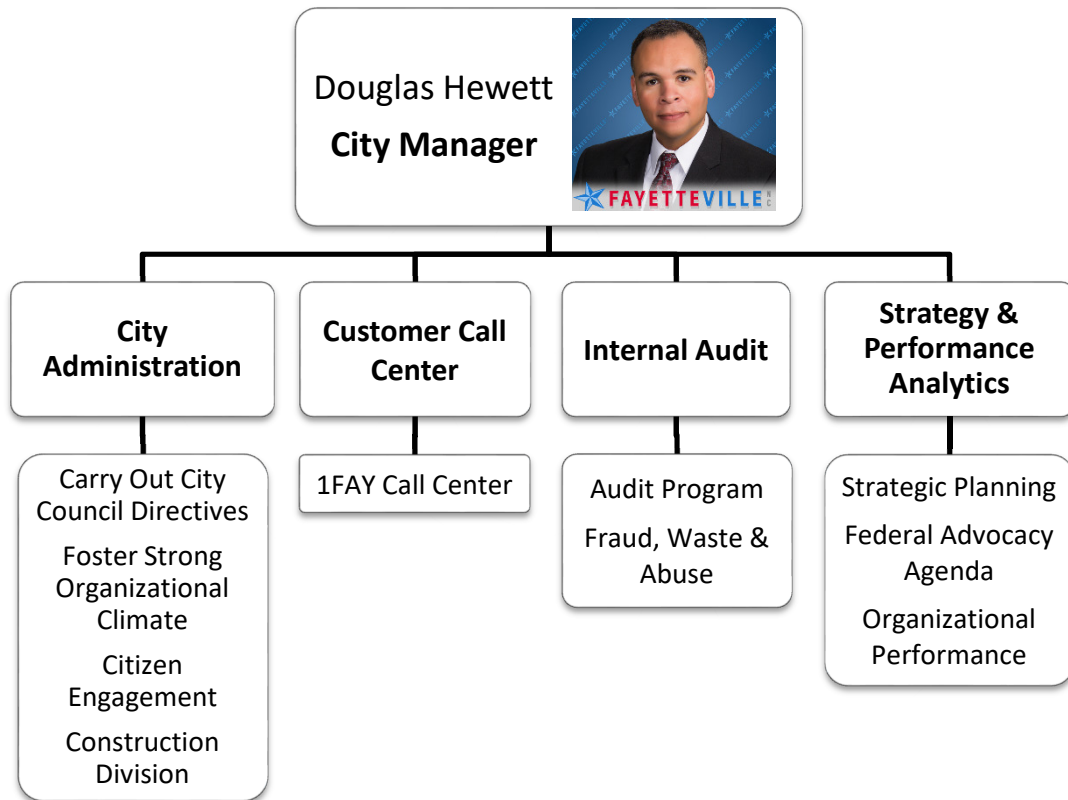 Douglas Hewett
City Manager
FAYETTEVILLE NC
City
Administration
Customer Call
Center
Internal Audit
Strategy &
Performance
Analytics
Carry Out City
Council Directives
Foster Strong
Organizational
Climate
Citizen
Engagement
Construction
Division
1FAY Call Center
Audit Program
Fraud, Waste &
Abuse
Strategic Planning
Federal Advocacy
Agenda
Organizational
Performance